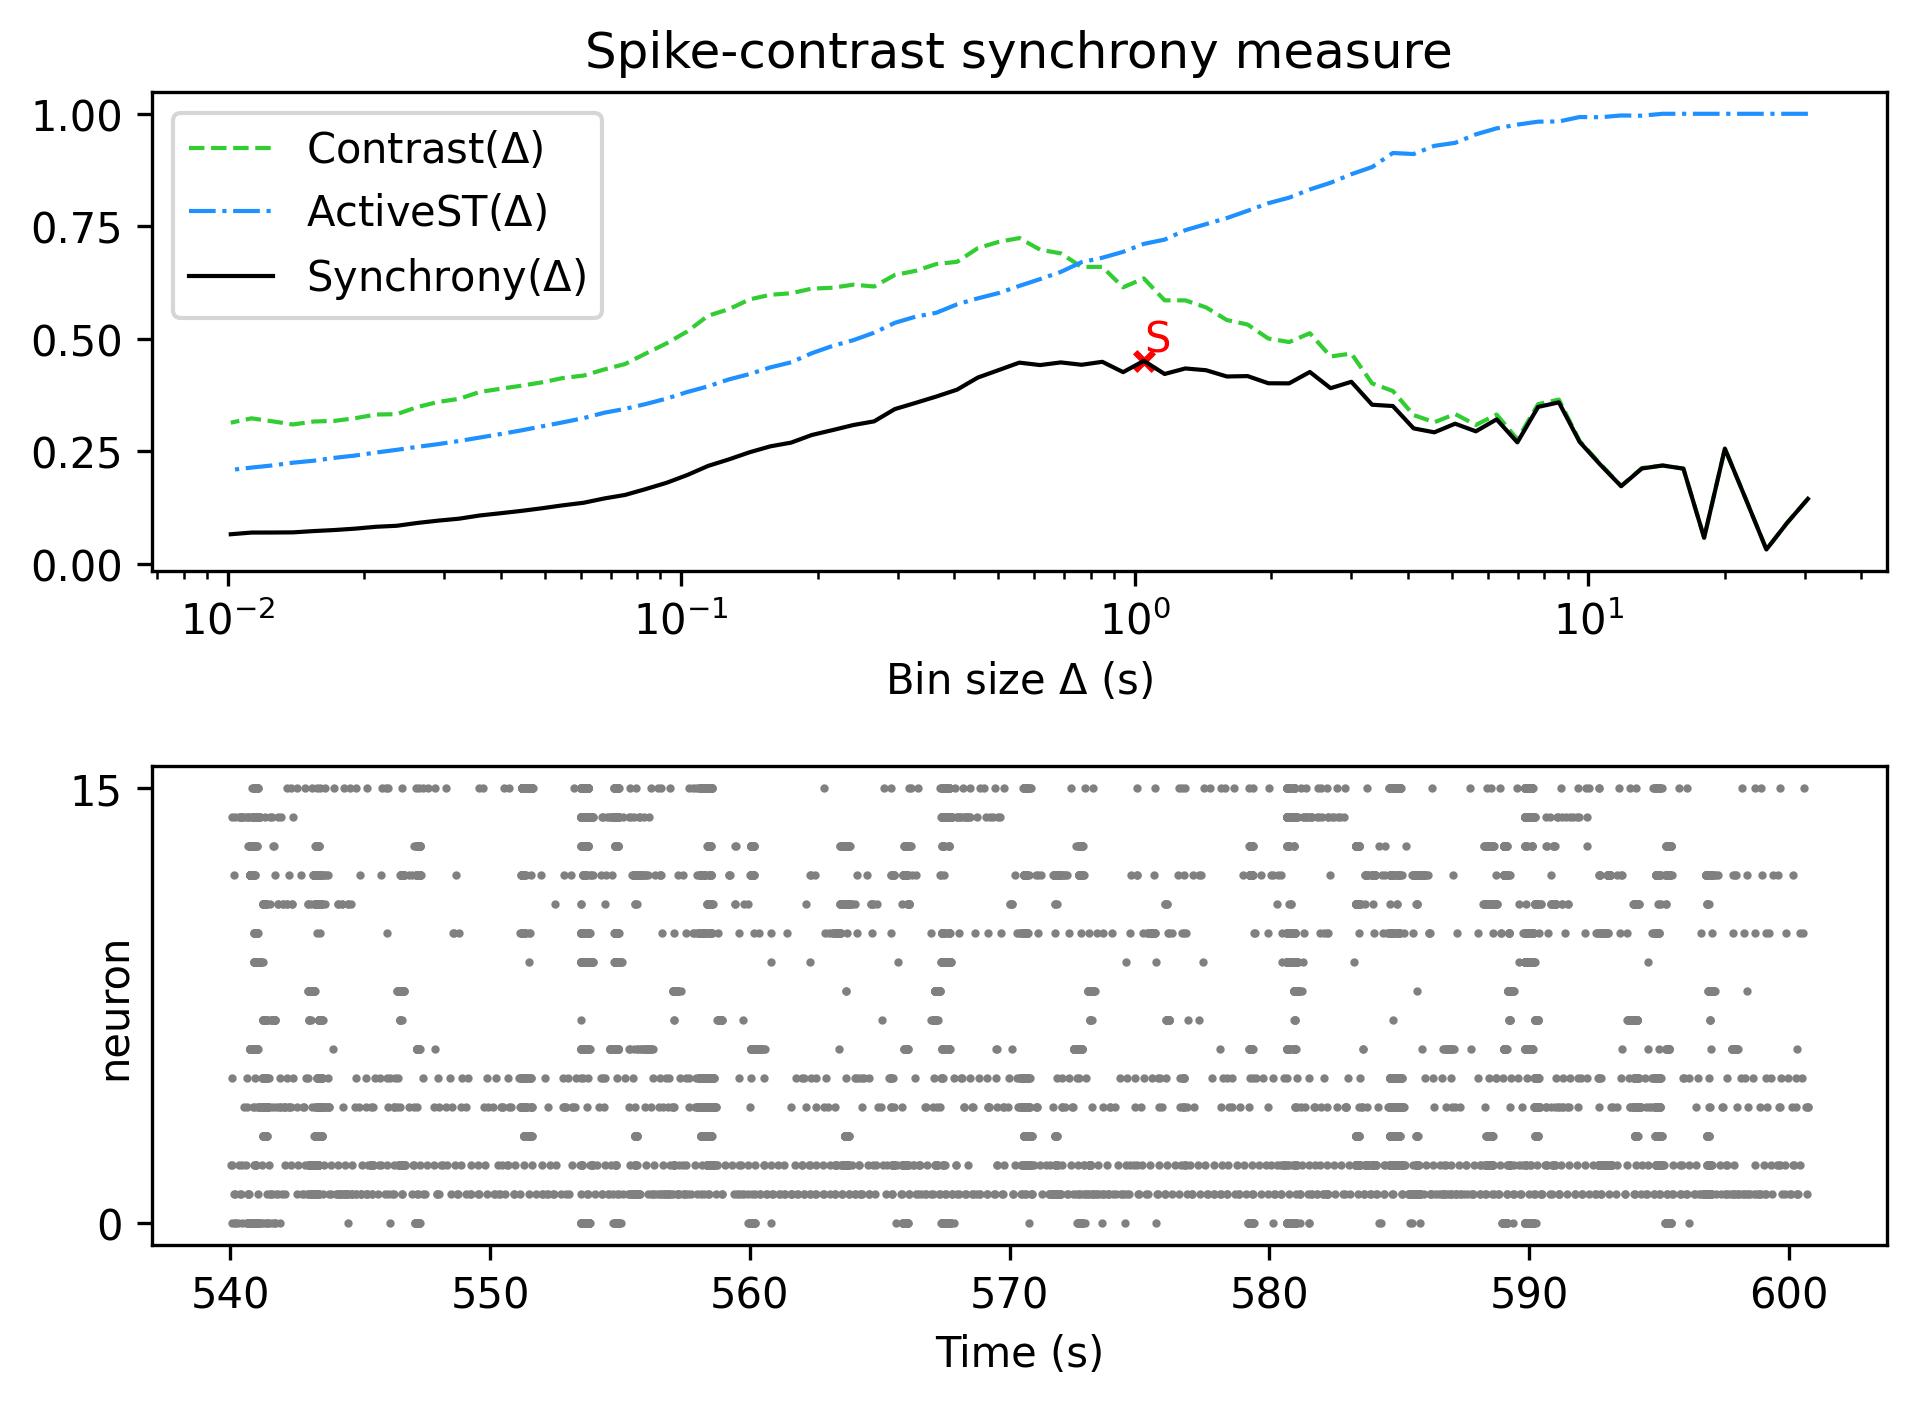 Spike-contrast synchrony measure
1.00
0.75
0.50
0.25
0.00
Contrast(Δ)
ActiveST(Δ)
Synchrony(Δ)
S
10⁻² 10⁻¹ 10⁰ 10¹
Bin size Δ (s)
15
0
neuron
540 550 560 570 580 590 600
Time (s)